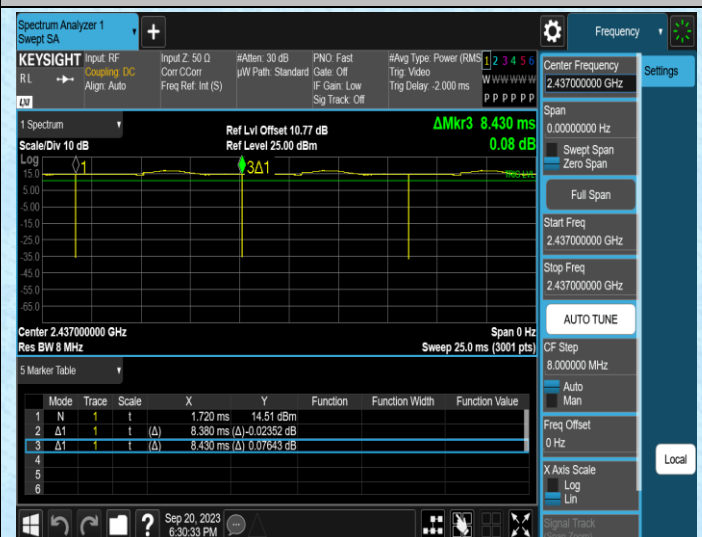 Spectrum Analyzer 1
Swept SA
+
Frequency
KEYSIGHT Input: RF Input Z: 50 Ω #Atten: 30 dB PNO: Fast #Avg Type: Power (RMS 1 2 3 4 5 6
RL Coupling: DC Corr CCorr µW Path: Standard Gate: Off Trig: Video W W W W W W
Align: Auto Freq Ref: Int (S) IF Gain: Low Trig Delay: -2.000 ms
LXI Sig Track: Off P P P P P P
1 Spectrum
Scale/Div 10 dB
Ref Lvl Offset 10.77 dB
Ref Level 25.00 dBm
ΔMkr3 8.430 ms
0.08 dB
Log
1
3Δ1
15.0
5.00
-5.00
-15.0
-25.0
-35.0
-45.0
-55.0
-65.0
Center 2.437000000 GHz
Span 0 Hz
Res BW 8 MHz
Sweep 25.0 ms (3001 pts)
5 Marker Table
Mode Trace Scale X Y Function Function Width Function Value
1 N 1 t 1.720 ms 14.51 dBm
2 Δ1 1 t (Δ) 8.380 ms (Δ) -0.02352 dB
3 Δ1 1 t (Δ) 8.430 ms (Δ) 0.07643 dB
4
5
6
?
Sep 20, 2023
6:30:33 PM
Center Frequency
2.437000000 GHz
Span
0.00000000 Hz
Swept Span
Zero Span
Full Span
Start Freq
2.437000000 GHz
Stop Freq
2.437000000 GHz
AUTO TUNE
CF Step
8.000000 MHz
Auto
Man
Freq Offset
0 Hz
X Axis Scale
Log
Lin
Signal Track
(Span Zoom)
Settings
Local